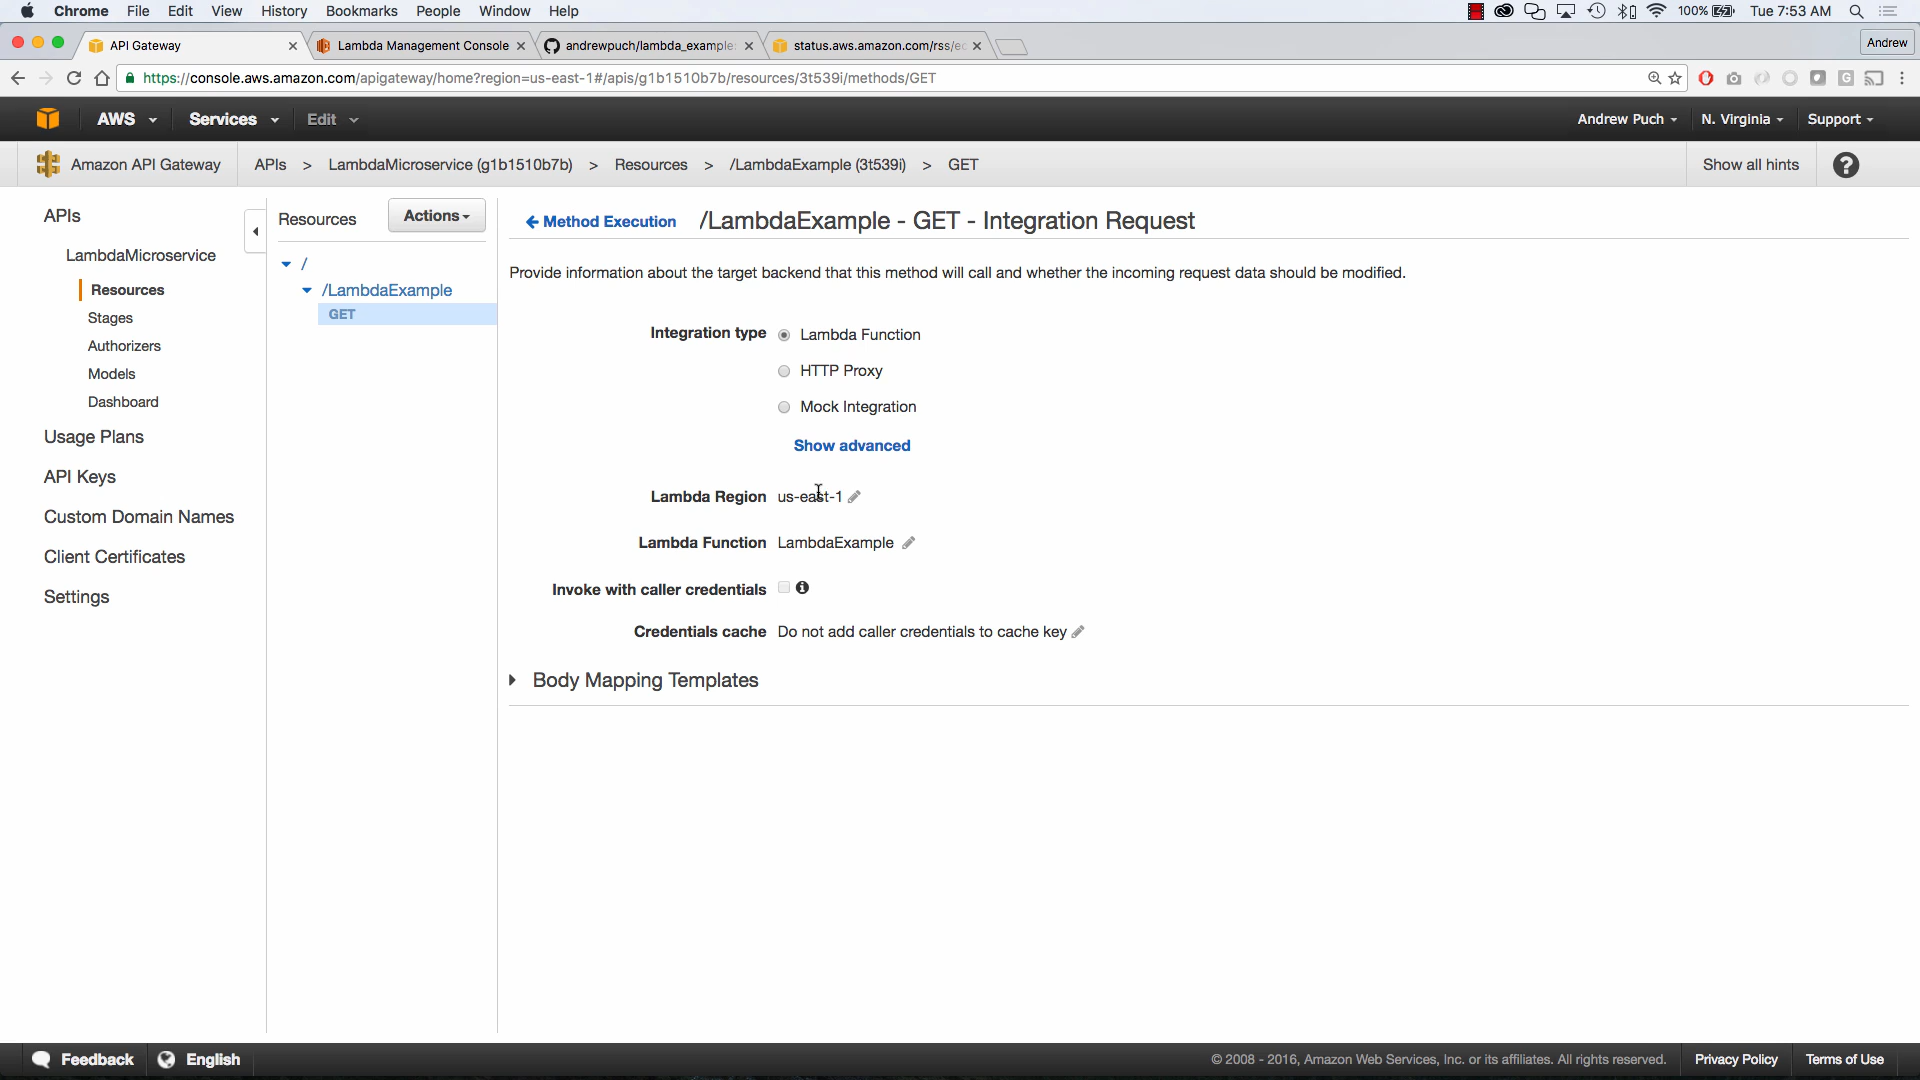 Chrome File Edit View History Bookmarks People Window Help 100% Tue 7:53 AM
API Gateway Lambda Management Console andrewpuch/lambda_example: status.aws.amazon.com/rss/ec Andrew
https://console.aws.amazon.com/apigateway/home?region=us-east-1#/apis/g1b1510b7b/resources/3t539i/methods/GET
AWS Services Edit Andrew Puch N. Virginia Support
Amazon API Gateway APIs > LambdaMicroservice (g1b1510b7b) > Resources > /LambdaExample (3t539i) > GET Show all hints ?
APIs
LambdaMicroservice
Resources
Stages
Authorizers
Models
Dashboard
Usage Plans
API Keys
Custom Domain Names
Client Certificates
Settings
Resources Actions
/
/LambdaExample
GET
Method Execution /LambdaExample - GET - Integration Request
Provide information about the target backend that this method will call and whether the incoming request data should be modified.
Integration type Lambda Function
HTTP Proxy
Mock Integration
Show advanced
Lambda Region us-east-1
Lambda Function LambdaExample
Invoke with caller credentials
Credentials cache Do not add caller credentials to cache key
Body Mapping Templates
Feedback English © 2008 - 2016, Amazon Web Services, Inc. or its affiliates. All rights reserved. Privacy Policy Terms of Use